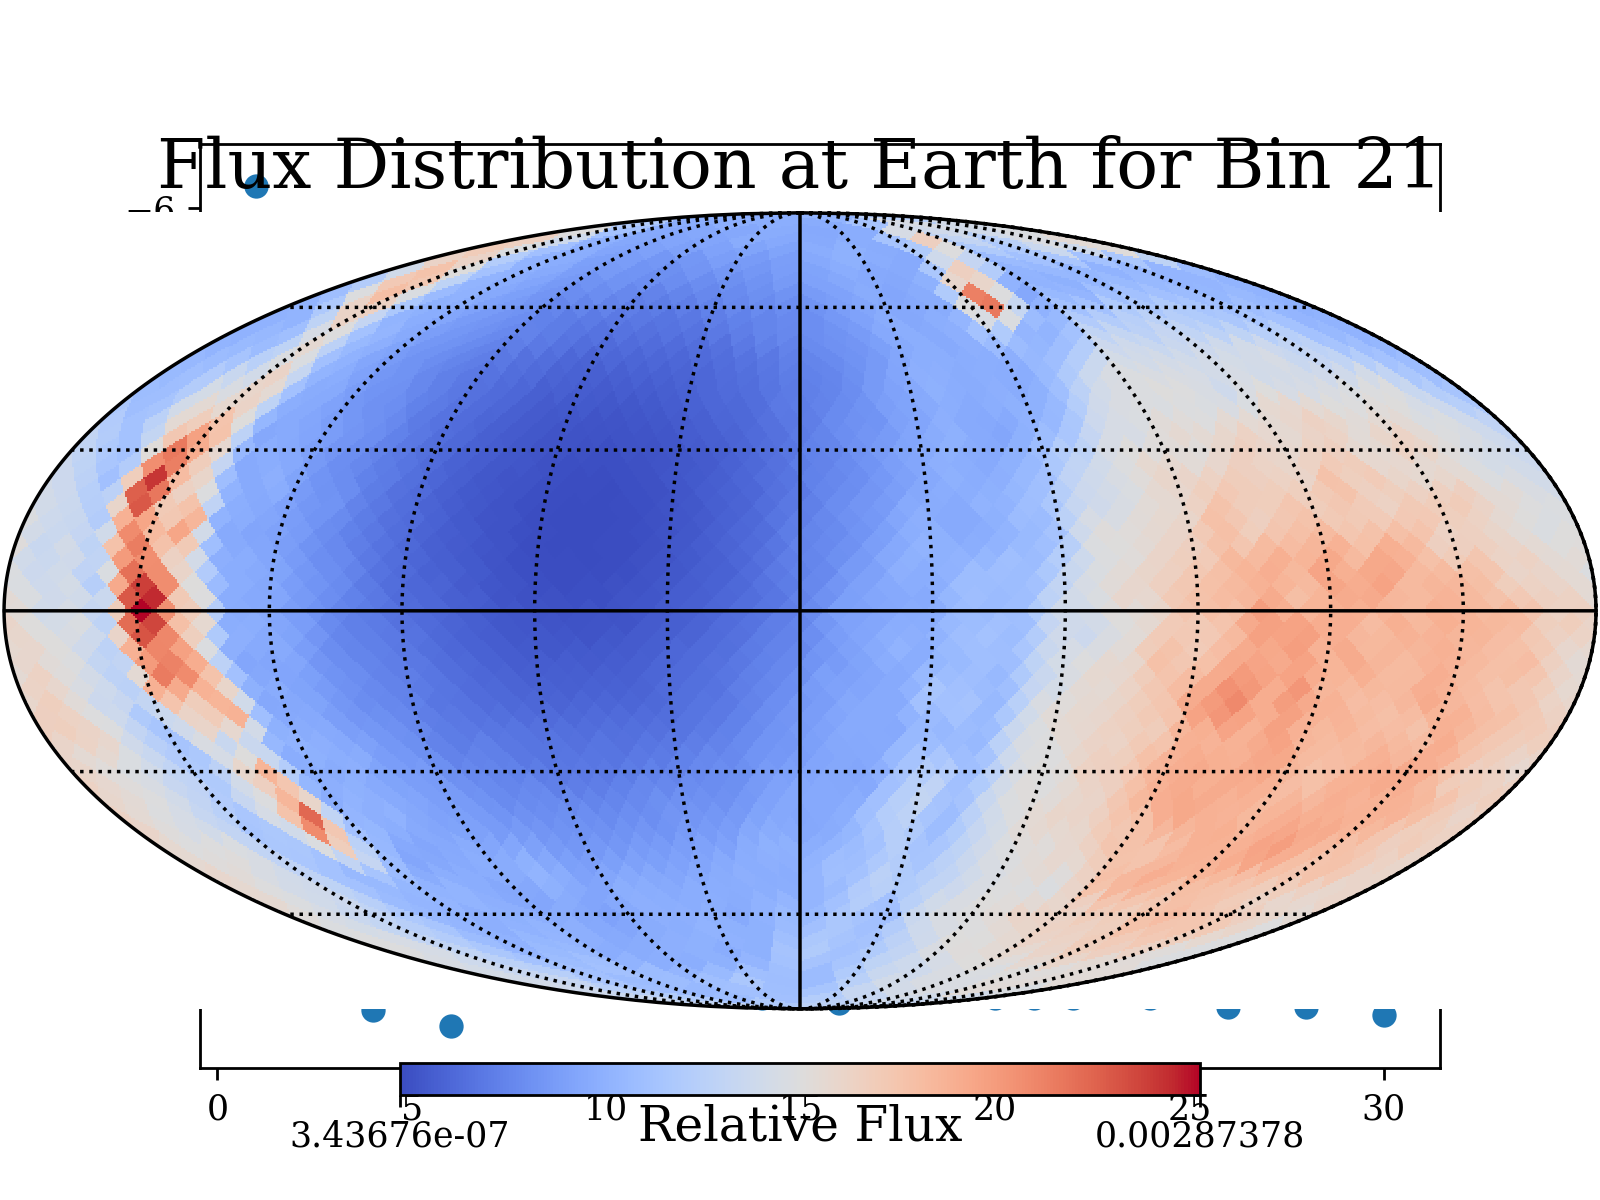 Flux Distribution at Earth for Bin 21
−6
0 5 10 15 20 25 30
Relative Flux
3.43676e-07 0.00287378